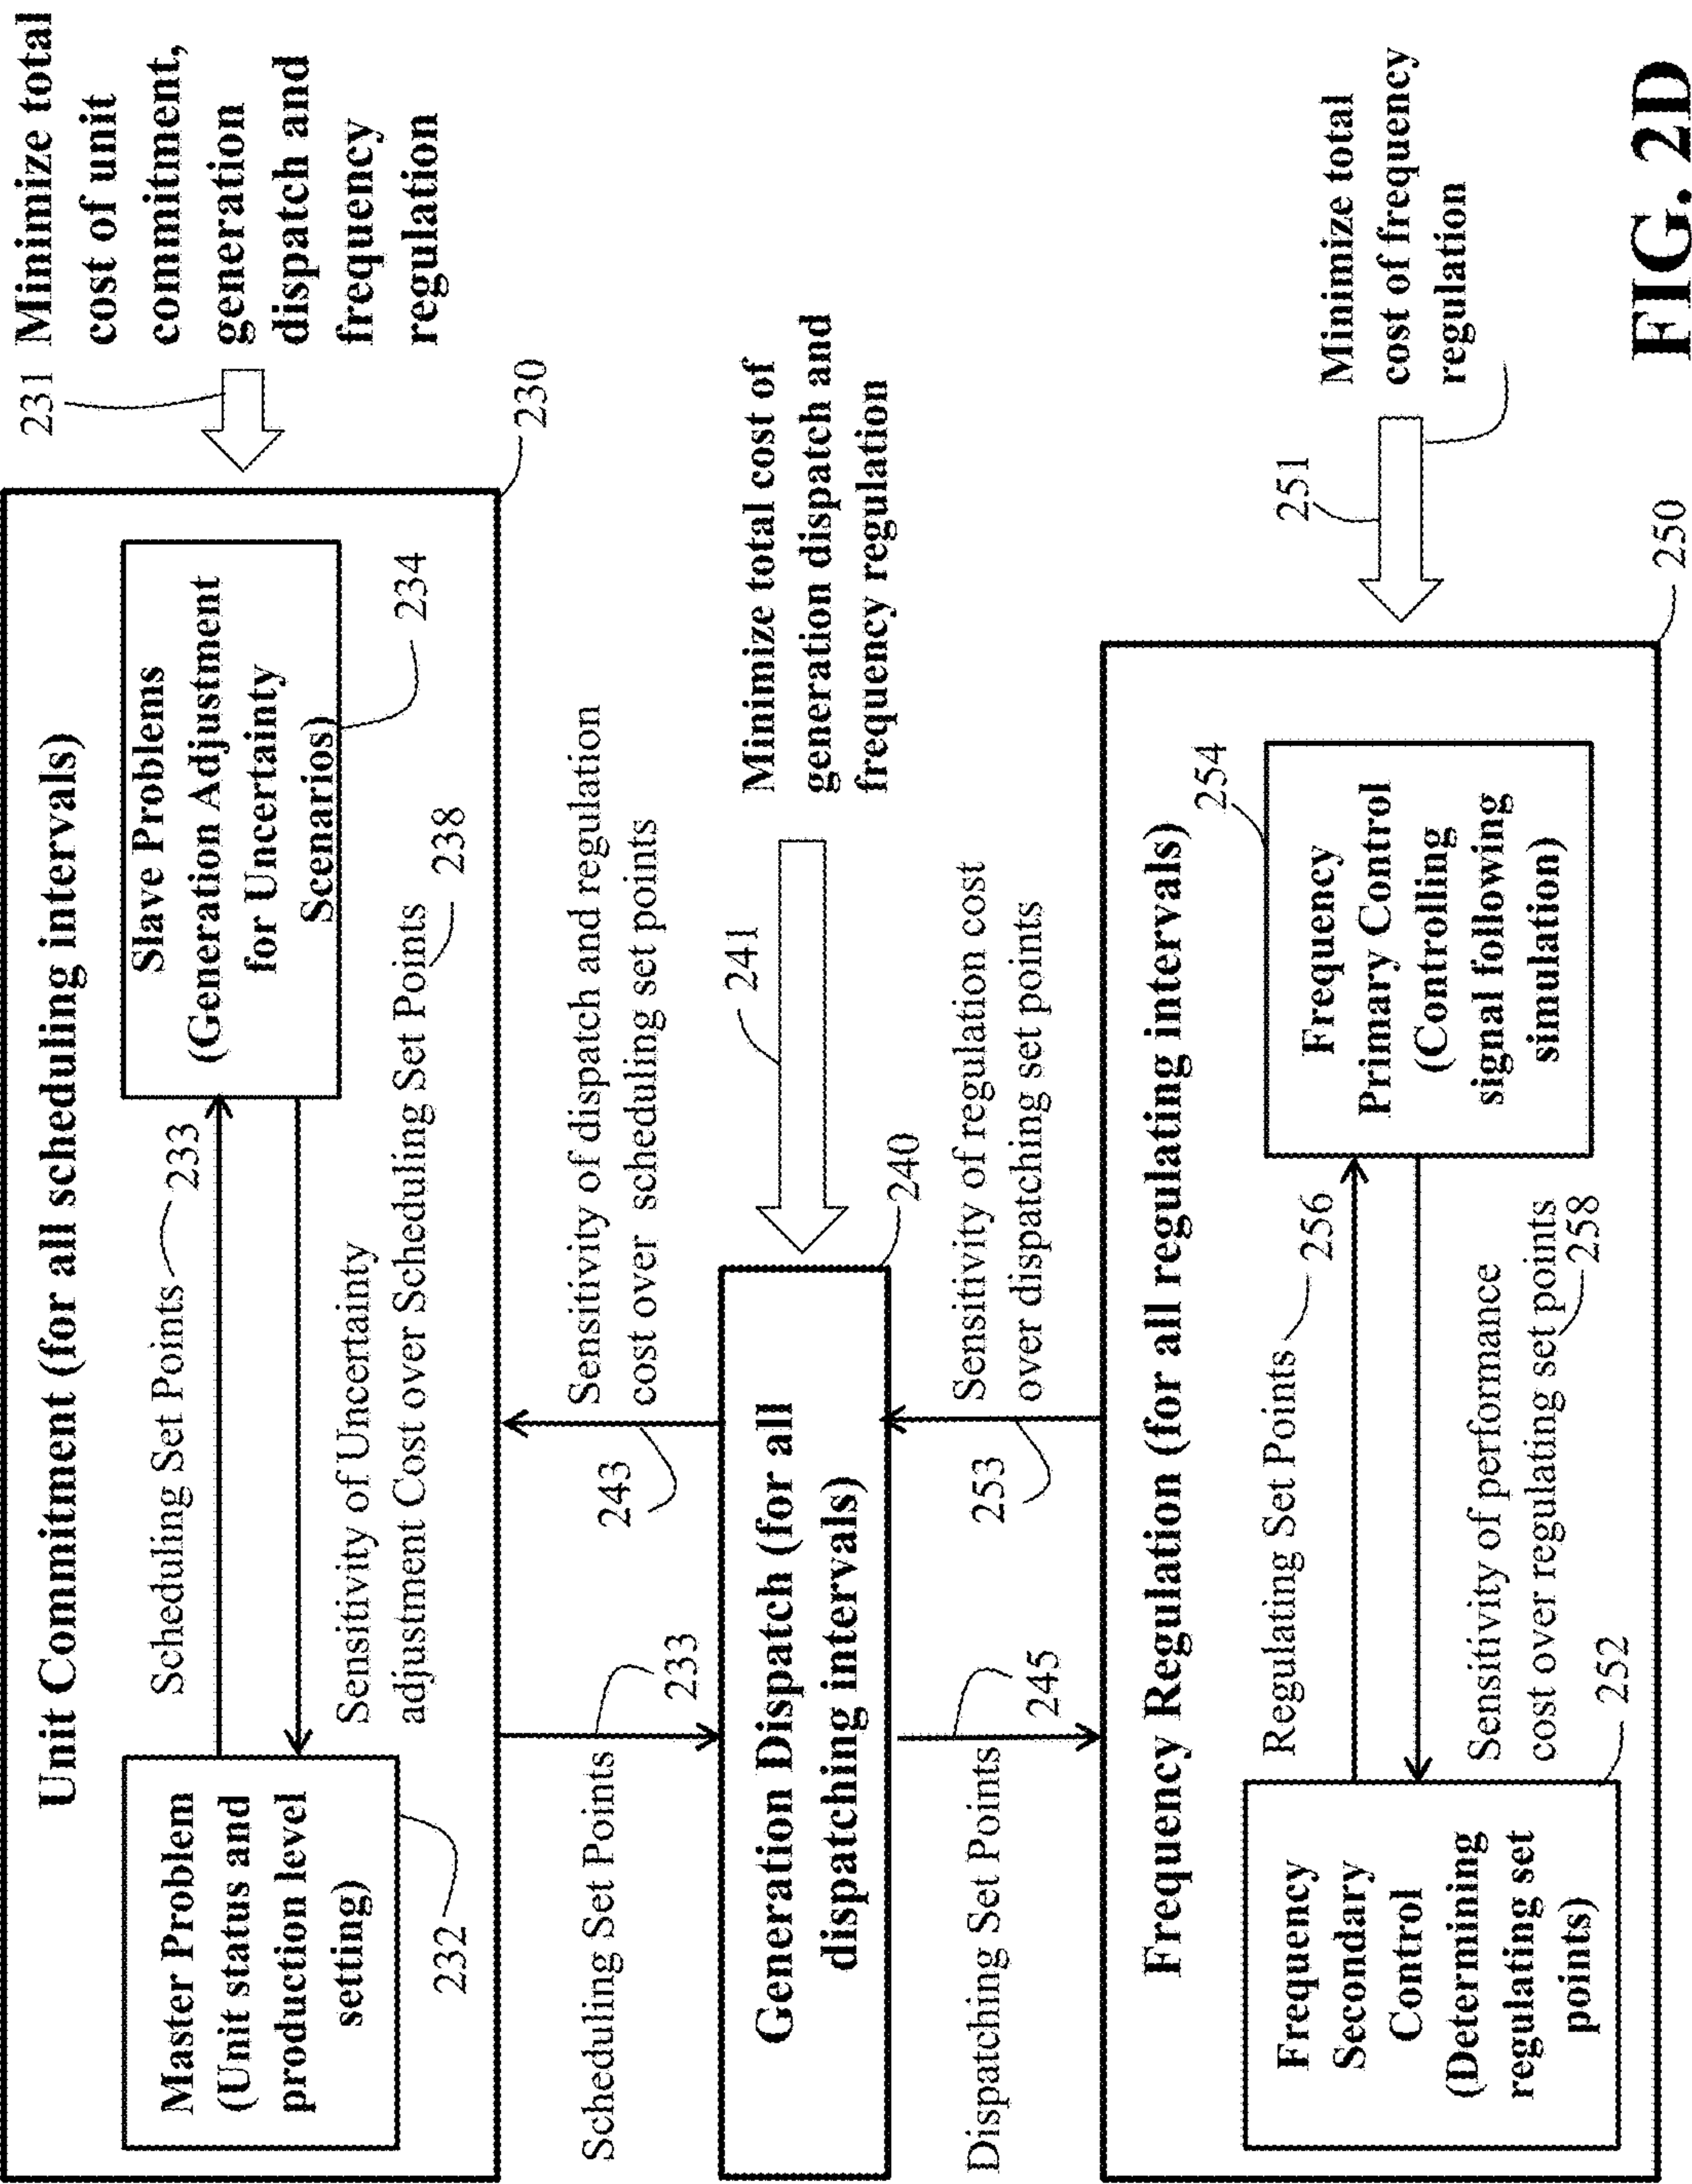 Unit Commitment (for all scheduling intervals)
Master Problem
(Unit status and
production level
setting)
232
Scheduling Set Points
233
Sensitivity of Uncertainty
adjustment Cost over Scheduling Set Points
238
Slave Problems
(Generation Adjustment
for Uncertainty
Scenarios)
234
231
Minimize total
cost of unit
commitment,
generation
dispatch and
frequency
regulation
230
Scheduling Set Points
233
243
Sensitivity of dispatch and regulation
cost over scheduling set points
Generation Dispatch (for all
dispatching intervals)
240
241
Minimize total cost of
generation dispatch and
frequency regulation
Dispatching Set Points
245
253
Sensitivity of regulation cost
over dispatching set points
Frequency Regulation (for all regulating intervals)
Frequency
Secondary
Control
(Determining
regulating set
points)
252
Regulating Set Points
256
Sensitivity of performance
cost over regulating set points
258
Frequency
Primary Control
(Controlling
signal following
simulation)
254
251
Minimize total
cost of frequency
regulation
250
FIG. 2D